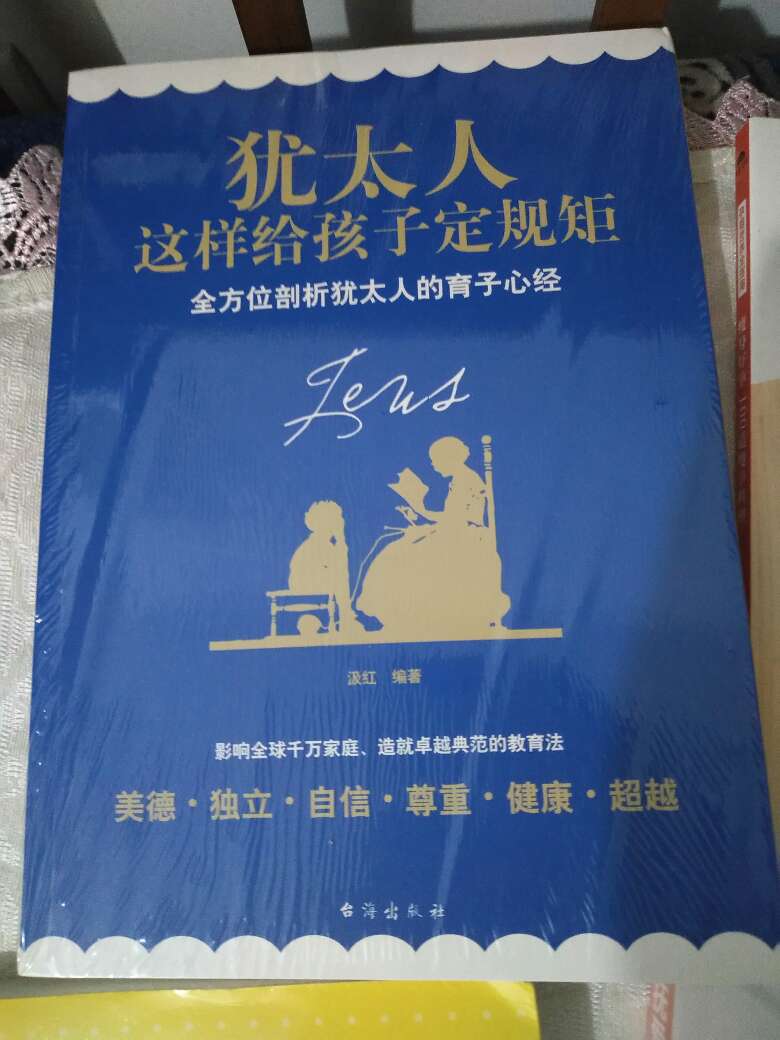 犹太人
这样给孩子定规矩
全方位剖析犹太人的育子心经
Jews
汲红 编著
影响全球千万家庭、造就卓越典范的教育法
美德·独立·自信·尊重·健康·超越
台海出版社